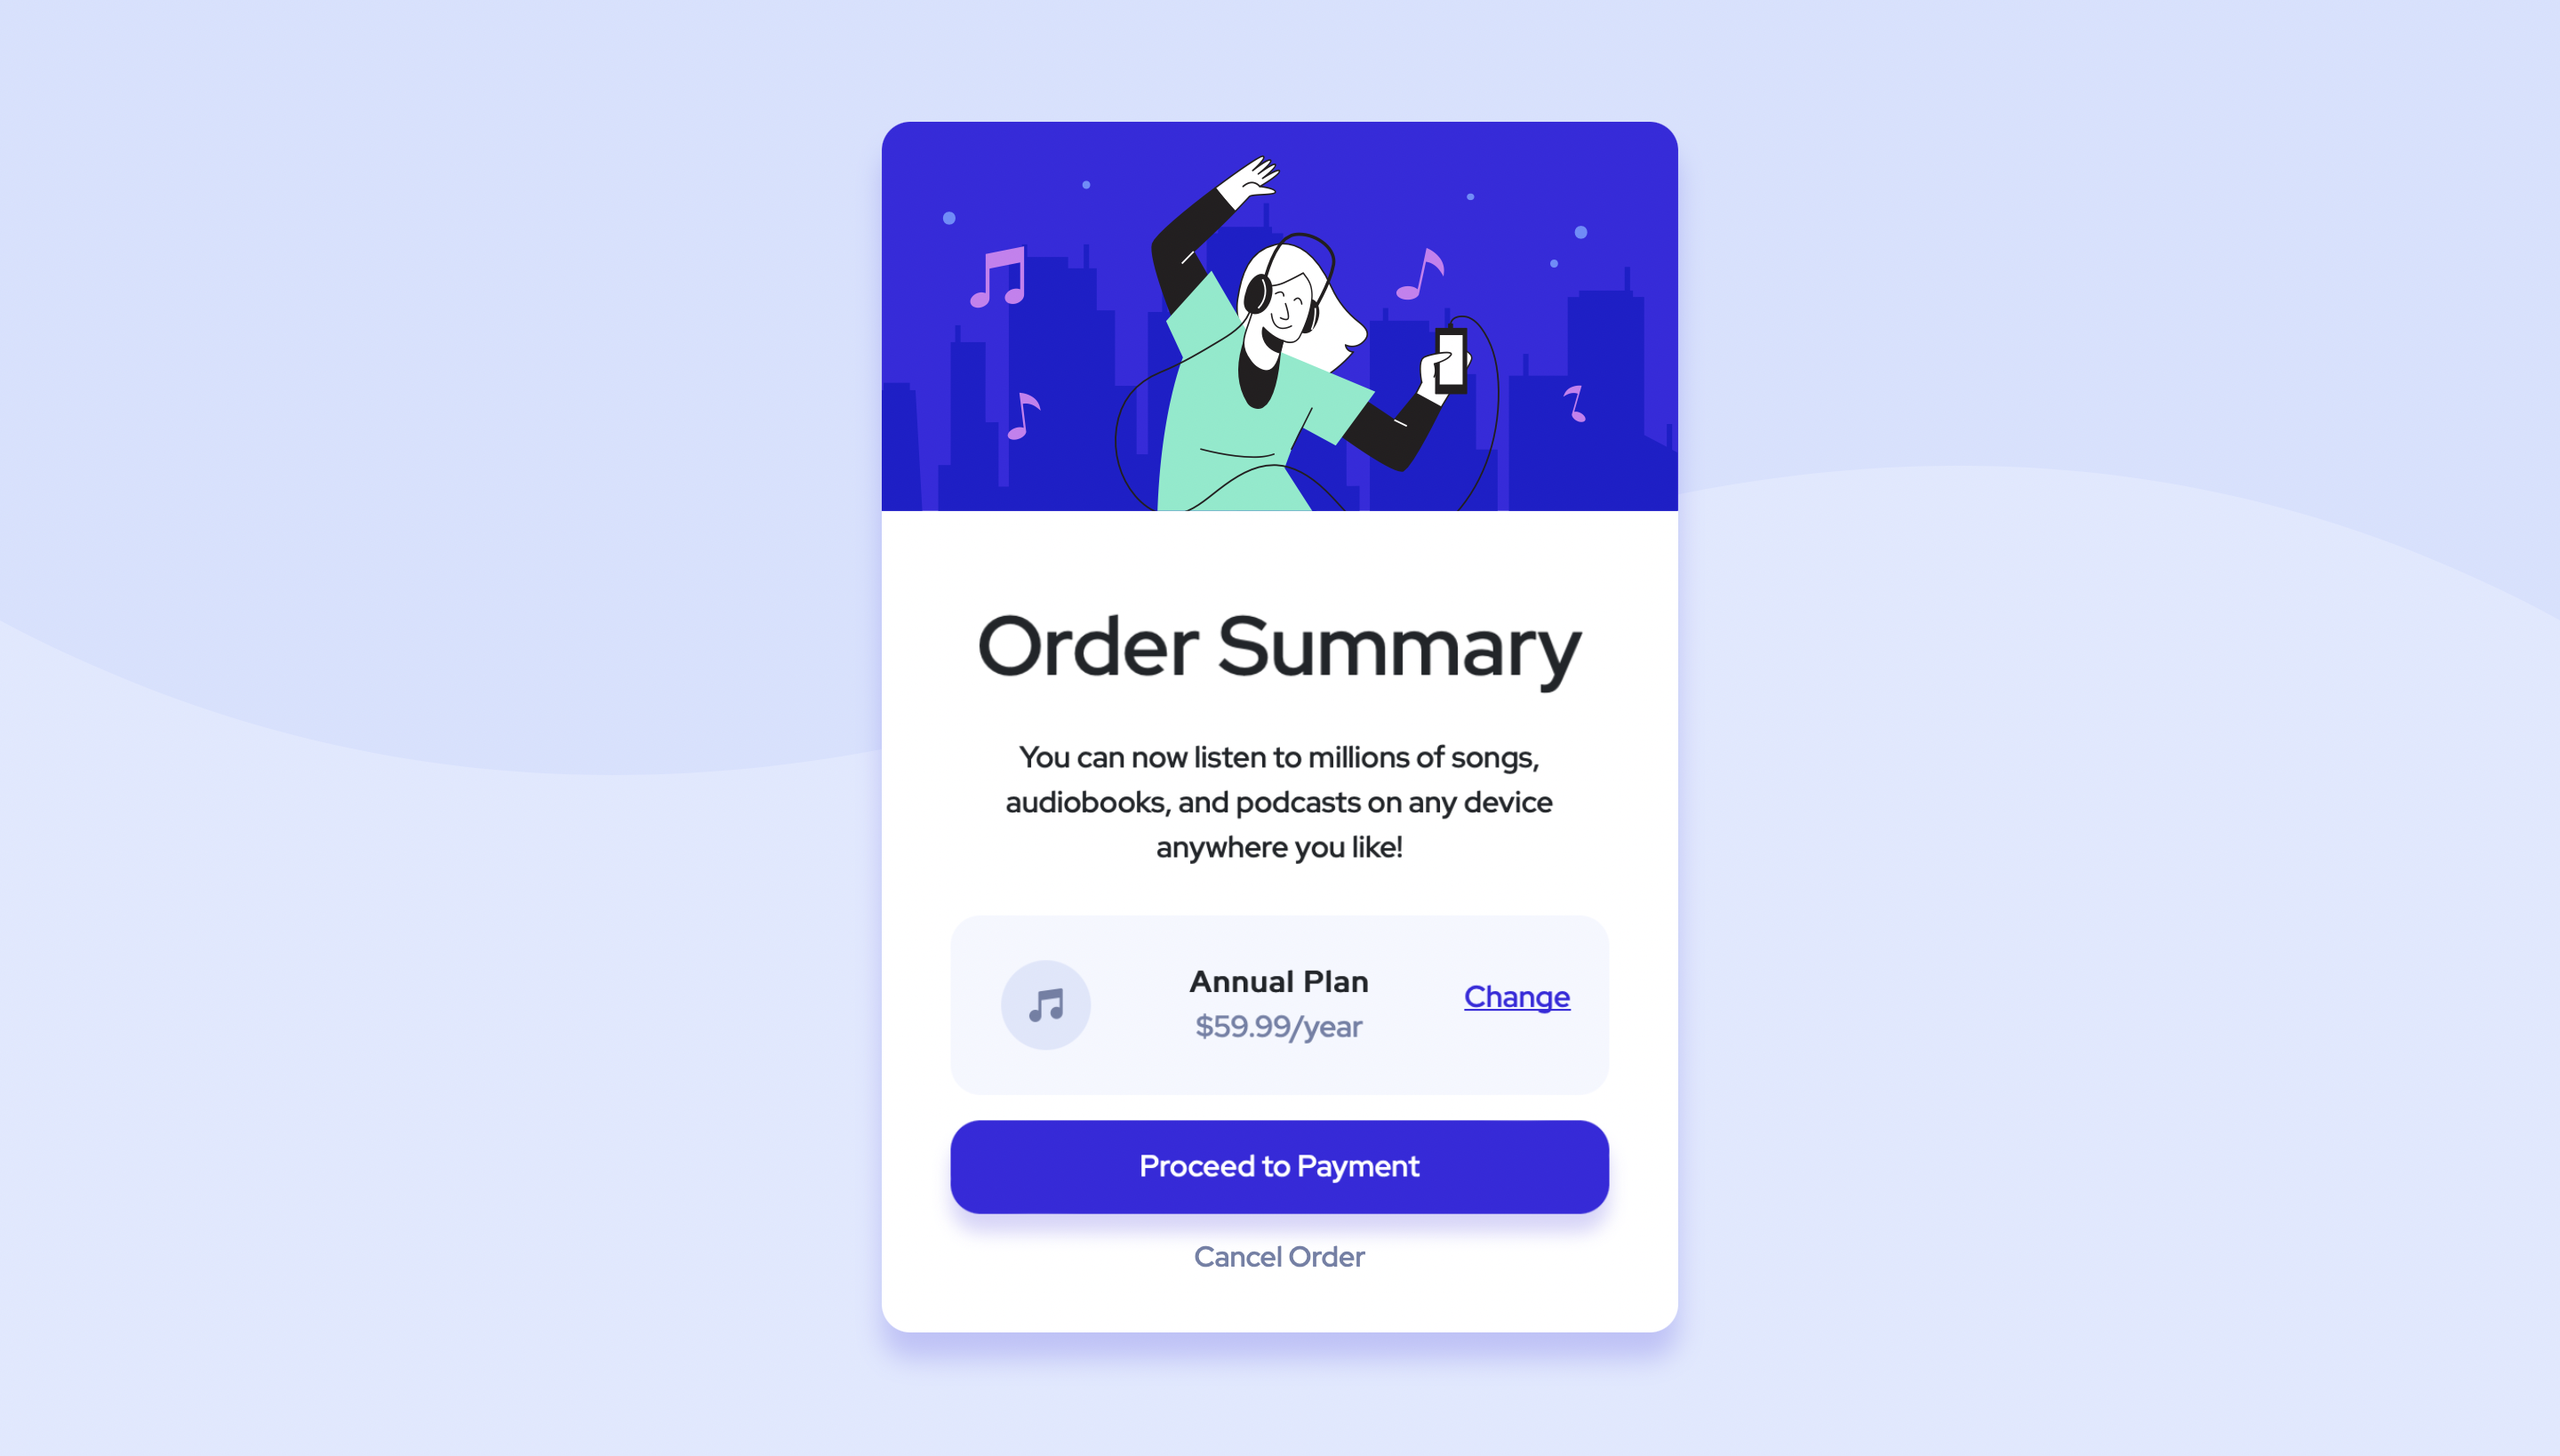 Order Summary
You can now listen to millions of songs,
audiobooks, and podcasts on any device
anywhere you like!
Annual Plan
$59.99/year
Change
Proceed to Payment
Cancel Order